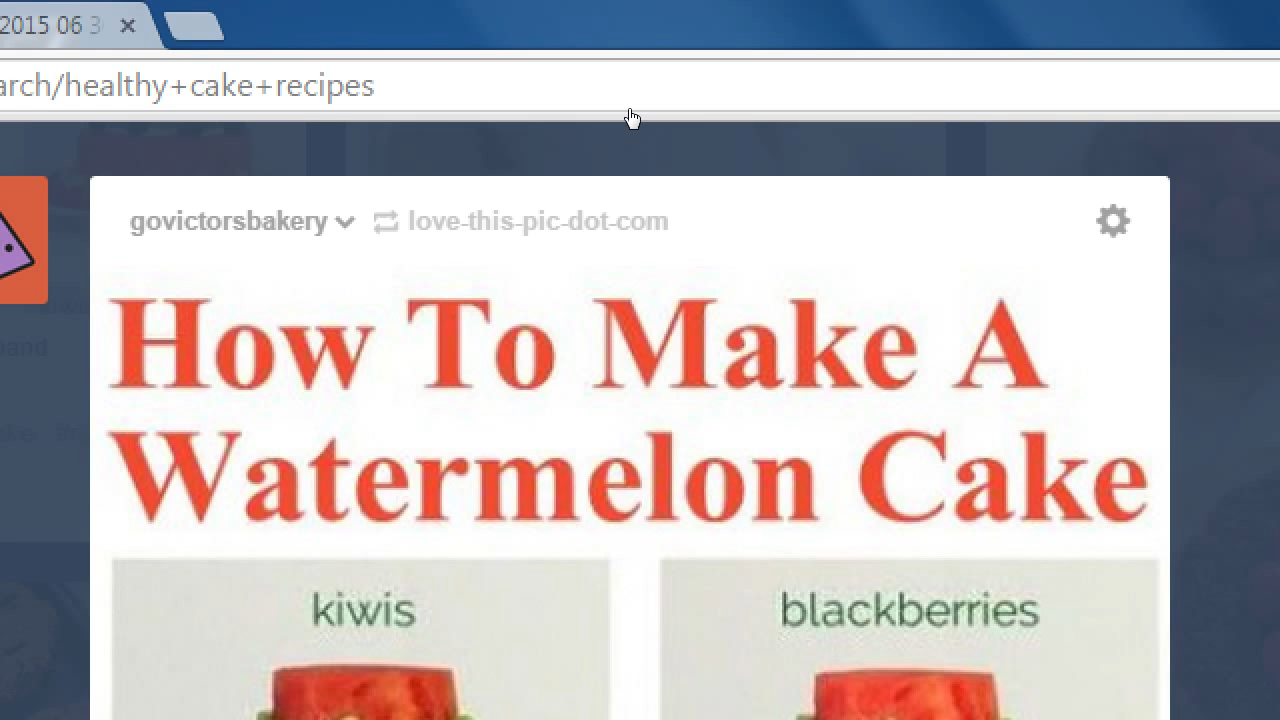 2015 06 3
arch/healthy+cake+recipes
govictorsbakery love-this-pic-dot-com
How To Make A
Watermelon Cake
kiwis blackberries